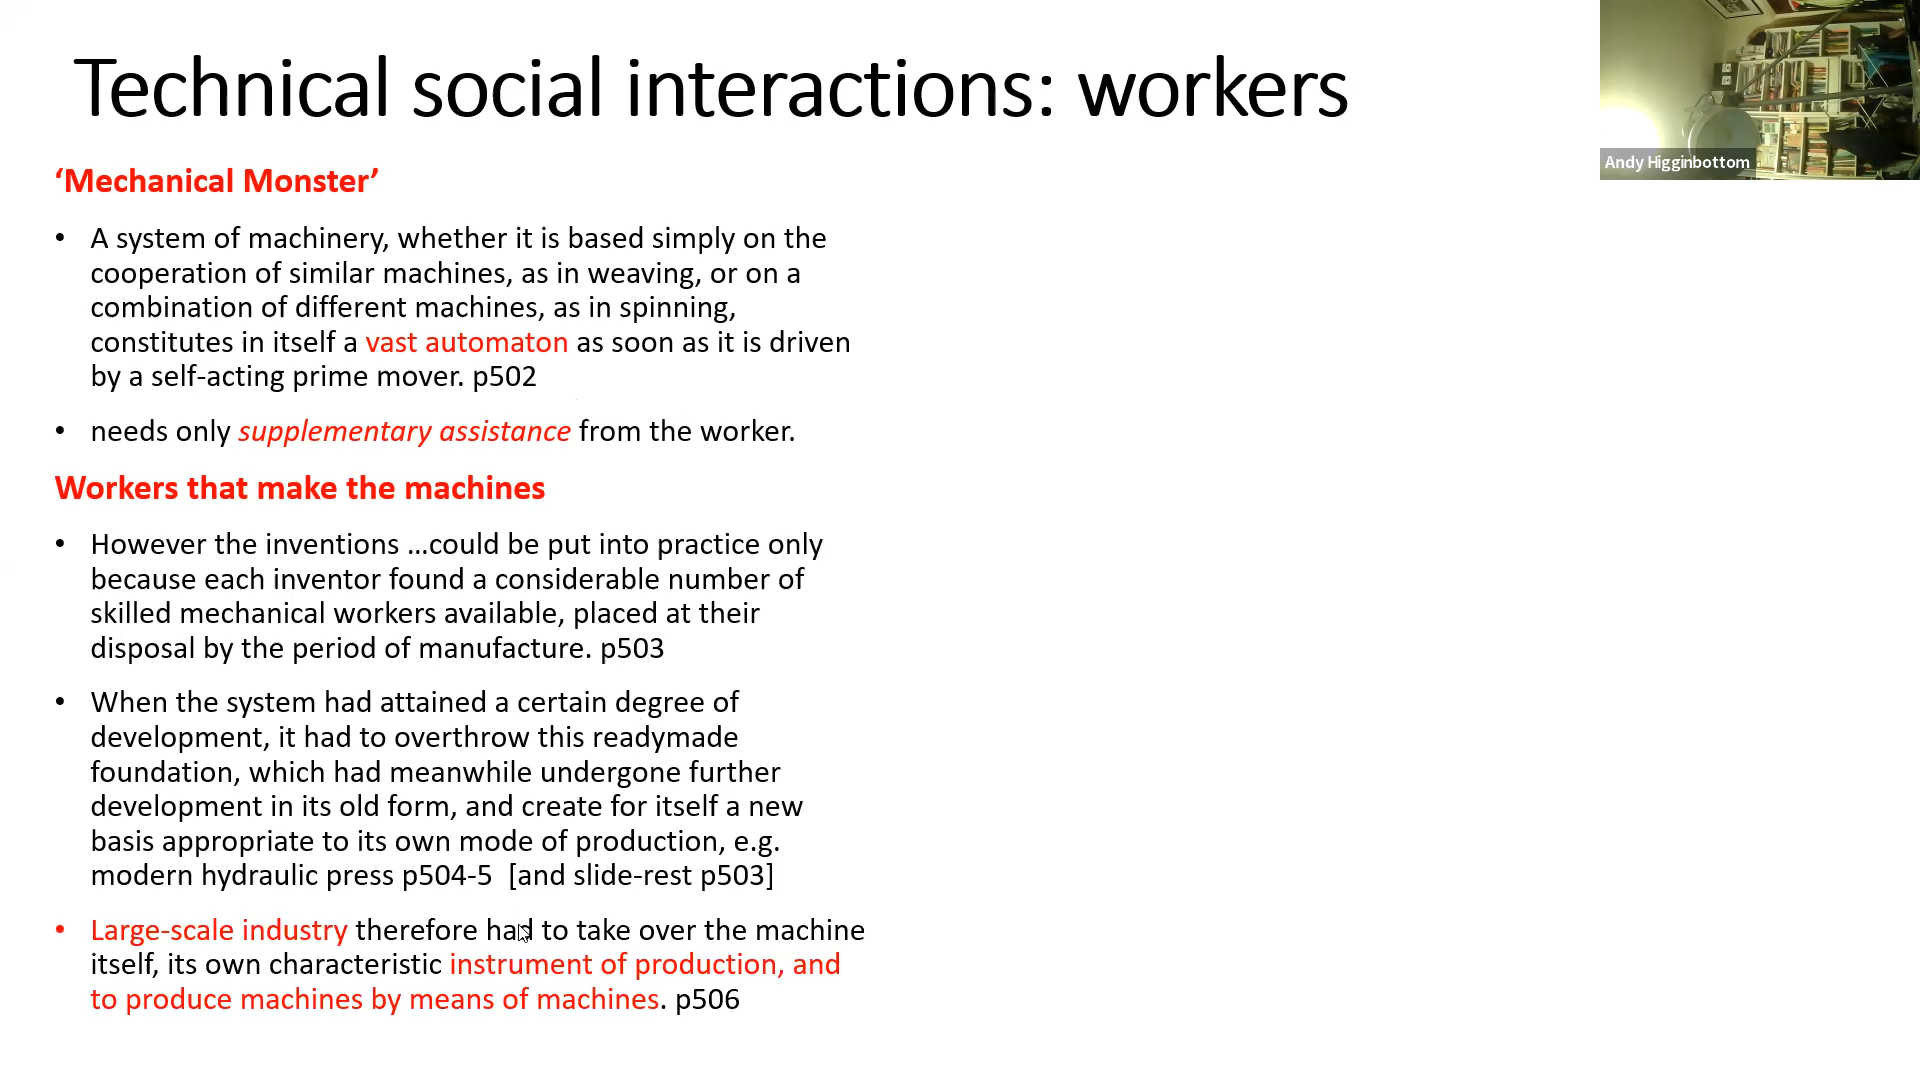 Technical social interactions: workers
Andy Higginbottom
‘Mechanical Monster’
• A system of machinery, whether it is based simply on the
cooperation of similar machines, as in weaving, or on a
combination of different machines, as in spinning,
constitutes in itself a vast automaton as soon as it is driven
by a self-acting prime mover. p502
• needs only supplementary assistance from the worker.
Workers that make the machines
• However the inventions …could be put into practice only
because each inventor found a considerable number of
skilled mechanical workers available, placed at their
disposal by the period of manufacture. p503
• When the system had attained a certain degree of
development, it had to overthrow this readymade
foundation, which had meanwhile undergone further
development in its old form, and create for itself a new
basis appropriate to its own mode of production, e.g.
modern hydraulic press p504-5 [and slide-rest p503]
• Large-scale industry therefore had to take over the machine
itself, its own characteristic instrument of production, and
to produce machines by means of machines. p506